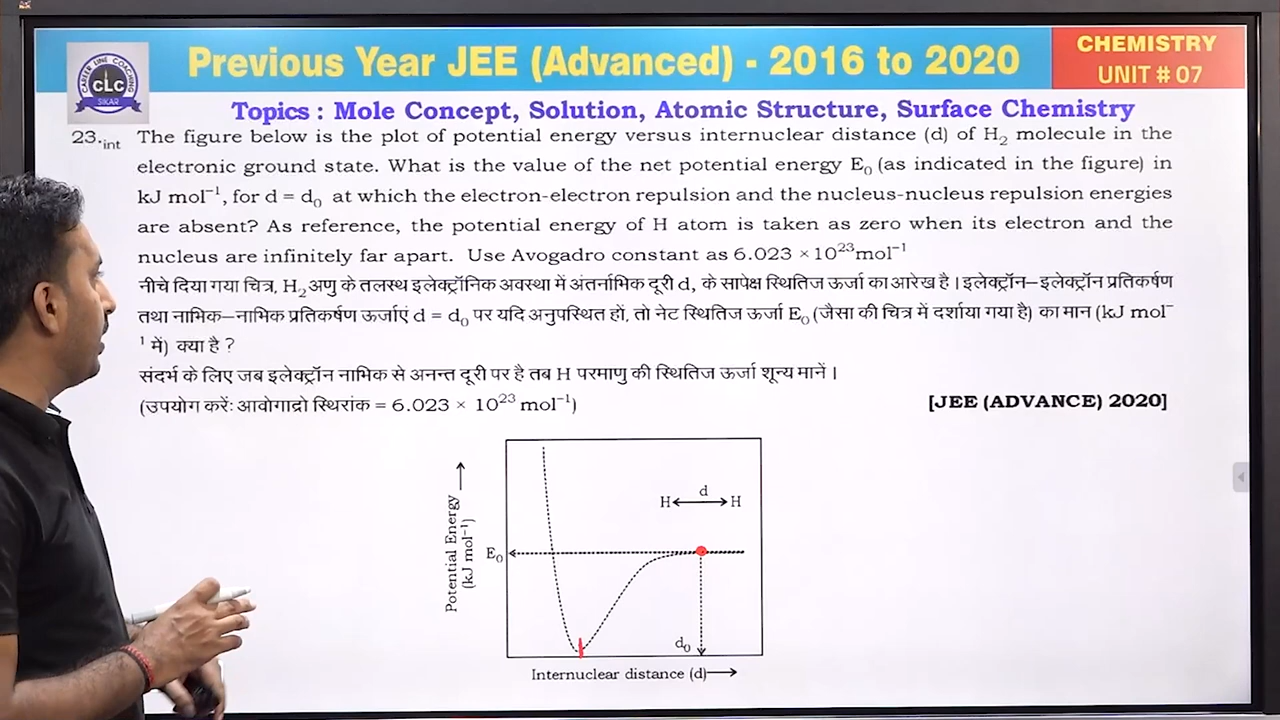 Previous Year JEE (Advanced) - 2016 to 2020
CHEMISTRY
UNIT # 07
CAREER LINE COACHING
CLC
SIKAR
Topics : Mole Concept, Solution, Atomic Structure, Surface Chemistry
23.int The figure below is the plot of potential energy versus internuclear distance (d) of H₂ molecule in the
electronic ground state. What is the value of the net potential energy E₀ (as indicated in the figure) in
kJ mol⁻¹, for d = d₀ at which the electron-electron repulsion and the nucleus-nucleus repulsion energies
are absent? As reference, the potential energy of H atom is taken as zero when its electron and the
nucleus are infinitely far apart. Use Avogadro constant as 6.023 × 10²³ mol⁻¹
नीचे दिया गया चित्र, H₂अणु के तलस्थ इलेक्ट्रॉनिक अवस्था में अंतर्नाभिक दूरी d, के सापेक्ष स्थितिज ऊर्जा का आरेख है। इलेक्ट्रॉन–इलेक्ट्रॉन प्रतिकर्षण
तथा नाभिक–नाभिक प्रतिकर्षण ऊर्जाएं d = d₀ पर यदि अनुपस्थित हों, तो नेट स्थितिज ऊर्जा E₀ (जैसा की चित्र में दर्शाया गया है) का मान (kJ mol⁻
¹ में) क्या है ?
संदर्भ के लिए जब इलेक्ट्रॉन नाभिक से अनन्त दूरी पर है तब H परमाणु की स्थितिज ऊर्जा शून्य मानें।
(उपयोग करेंः आवोगाद्रो स्थिरांक = 6.023 × 10²³ mol⁻¹)
[JEE (ADVANCE) 2020]
Potential Energy
(kJ mol⁻¹)
d
H H
E₀
d₀
Internuclear distance (d)